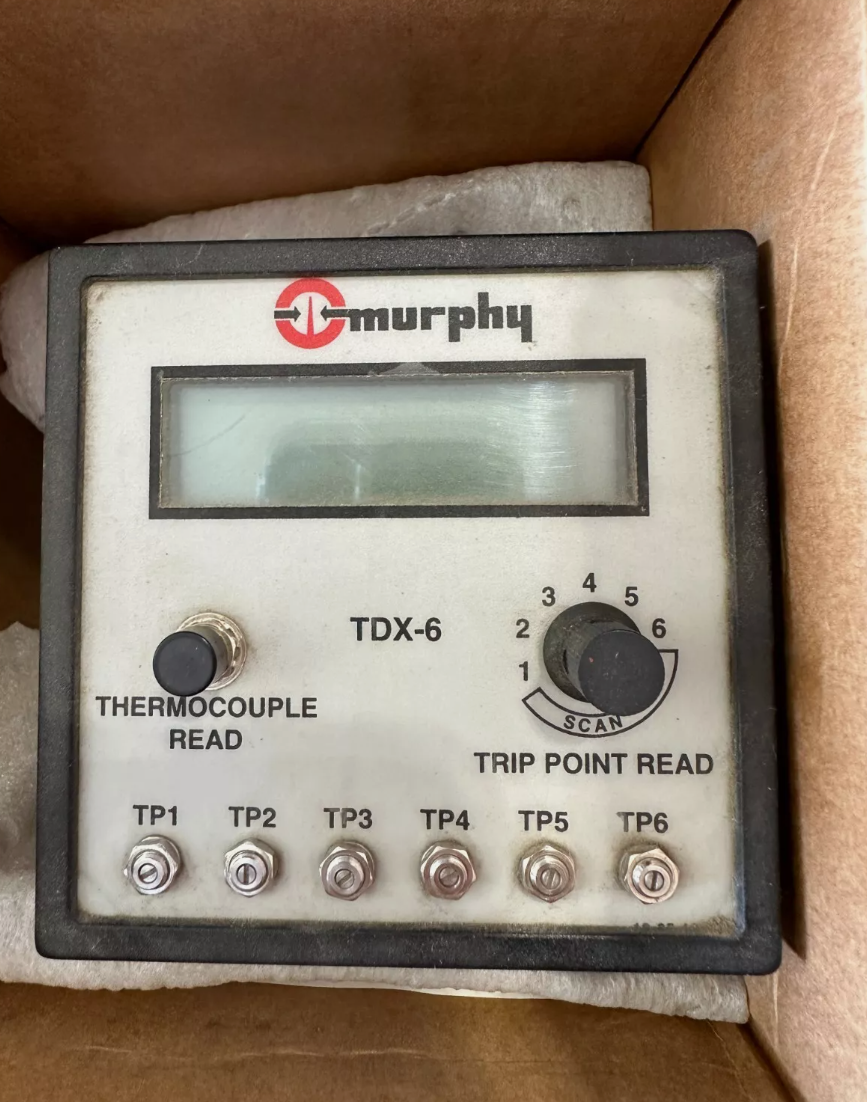 murphy
TDX-6
THERMOCOUPLE
READ
1
2
3
4
5
6
SCAN
TRIP POINT READ
TP1 TP2 TP3 TP4 TP5 TP6